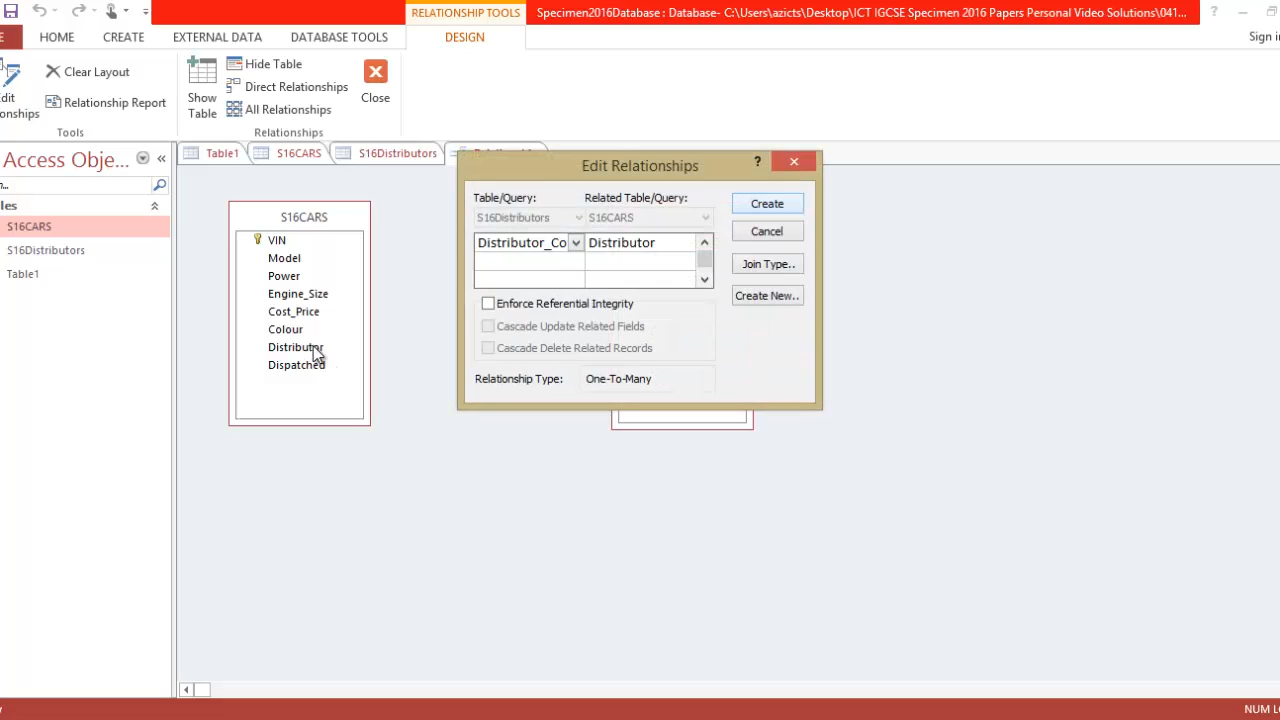 RELATIONSHIP TOOLS
Specimen2016Database : Database- C:\Users\azicts\Desktop\ICT IGCSE Specimen 2016 Papers Personal Video Solutions\041...
?
E
HOME
CREATE
EXTERNAL DATA
DATABASE TOOLS
DESIGN
Sign in
Edit
onships
Clear Layout
Relationship Report
Tools
Show
Table
Hide Table
Direct Relationships
All Relationships
Relationships
Close
Access Obje...
«
...
les
S16CARS
S16Distributors
Table1
Table1
S16CARS
S16Distributors
S16CARS
VIN
Model
Power
Engine_Size
Cost_Price
Colour
Distributor
Dispatched
Edit Relationships
?
Table/Query:
Related Table/Query:
S16Distributors
S16CARS
Distributor_Co
Distributor
Enforce Referential Integrity
Cascade Update Related Fields
Cascade Delete Related Records
Relationship Type:
One-To-Many
Create
Cancel
Join Type..
Create New..
NUM LO